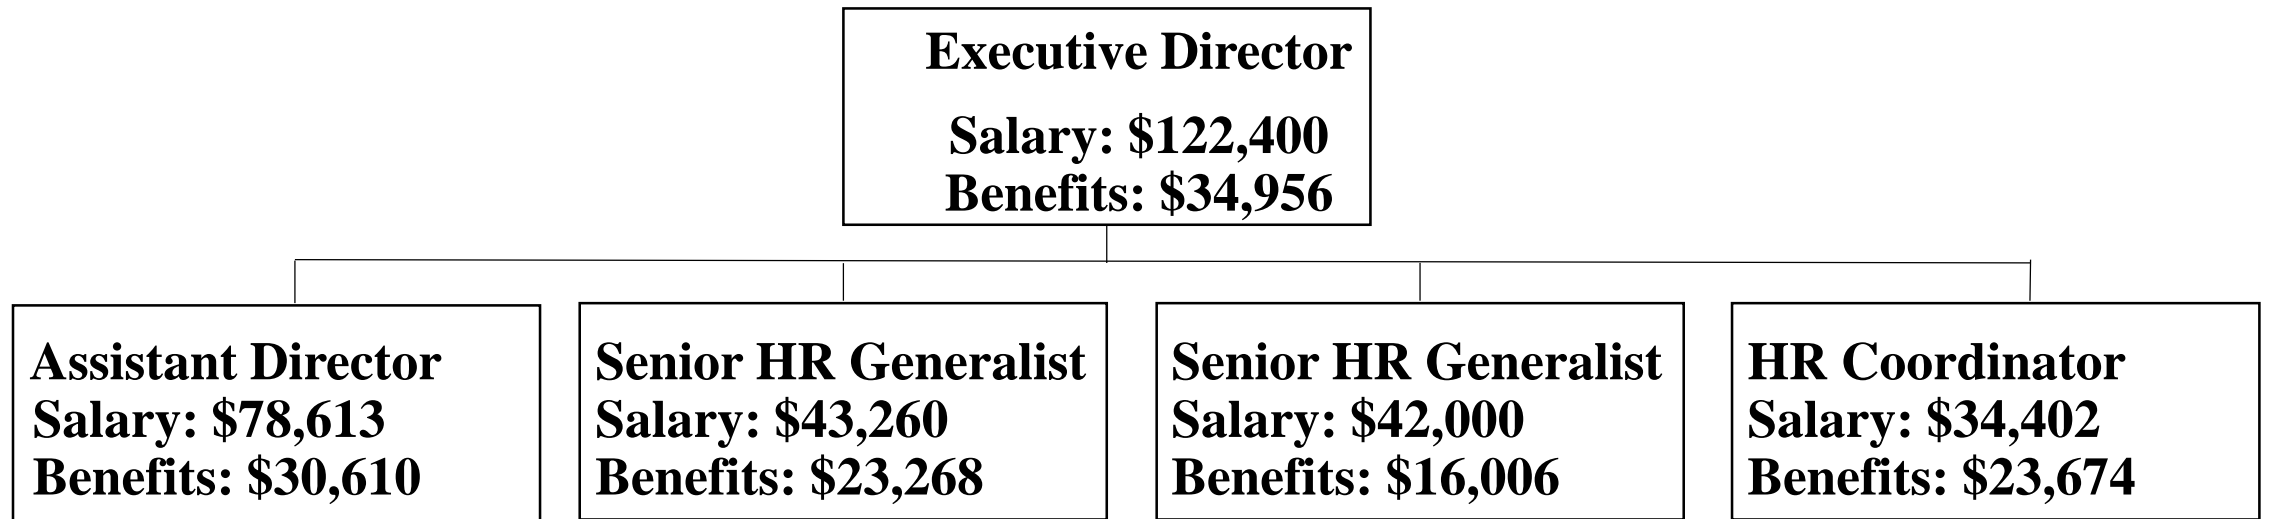 Executive Director
Salary: $122,400
Benefits: $34,956
Assistant Director
Salary: $78,613
Benefits: $30,610
Senior HR Generalist
Salary: $43,260
Benefits: $23,268
Senior HR Generalist
Salary: $42,000
Benefits: $16,006
HR Coordinator
Salary: $34,402
Benefits: $23,674